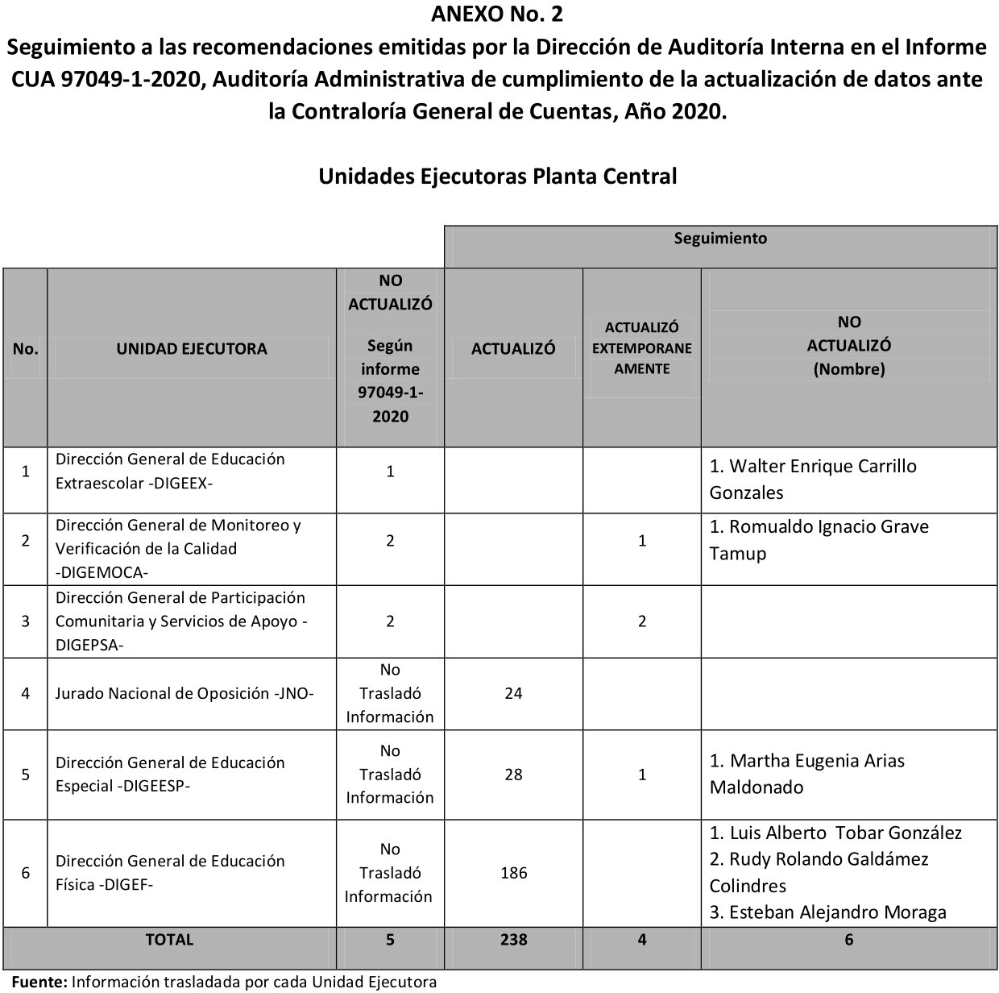 ANEXO No. 2
Seguimiento a las recomendaciones emitidas por la Dirección de Auditoría Interna en el Informe
CUA 97049-1-2020, Auditoría Administrativa de cumplimiento de la actualización de datos ante
la Contraloría General de Cuentas, Año 2020.
Unidades Ejecutoras Planta Central
Seguimiento
No.
UNIDAD EJECUTORA
NO
ACTUALIZÓ
Según
informe
97049-1-
2020
ACTUALIZÓ
ACTUALIZÓ
EXTEMPORANE
AMENTE
NO
ACTUALIZÓ
(Nombre)
1
Dirección General de Educación
Extraescolar -DIGEEX-
1
1. Walter Enrique Carrillo
Gonzales
2
Dirección General de Monitoreo y
Verificación de la Calidad
-DIGEMOCA-
2
1
1. Romualdo Ignacio Grave
Tamup
3
Dirección General de Participación
Comunitaria y Servicios de Apoyo -
DIGEPSA-
2
2
4
Jurado Nacional de Oposición -JNO-
No
Trasladó
Información
24
5
Dirección General de Educación
Especial -DIGEESP-
No
Trasladó
Información
28
1
1. Martha Eugenia Arias
Maldonado
6
Dirección General de Educación
Física -DIGEF-
No
Trasladó
Información
186
1. Luis Alberto  Tobar González
2. Rudy Rolando Galdámez
Colindres
3. Esteban Alejandro Moraga
TOTAL
5
238
4
6
Fuente: Información trasladada por cada Unidad Ejecutora